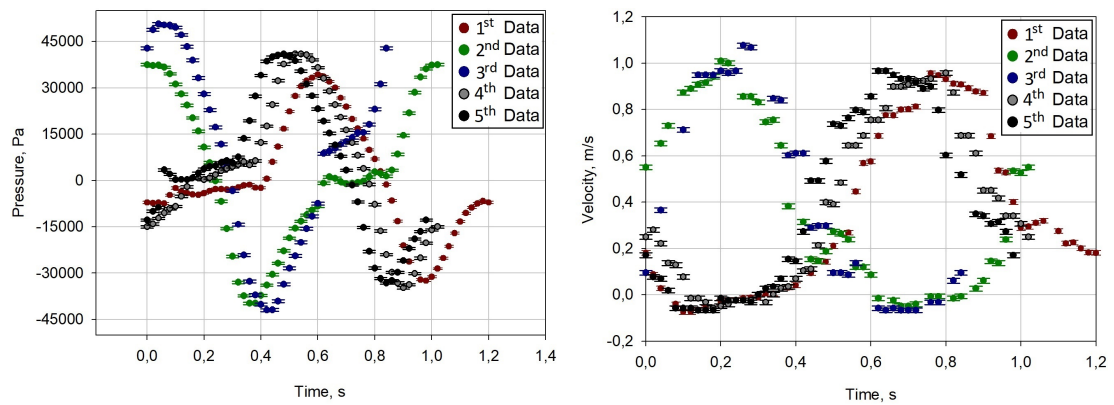 45000
30000
15000
0
-15000
-30000
-45000
Pressure, Pa
0,0 0,2 0,4 0,6 0,8 1,0 1,2 1,4
Time, s
1st Data
2nd Data
3rd Data
4th Data
5th Data
1,2
1,0
0,8
0,6
0,4
0,2
0,0
-0,2
Velocity, m/s
0,0 0,2 0,4 0,6 0,8 1,0 1,2
Time, s
1st Data
2nd Data
3rd Data
4th Data
5th Data